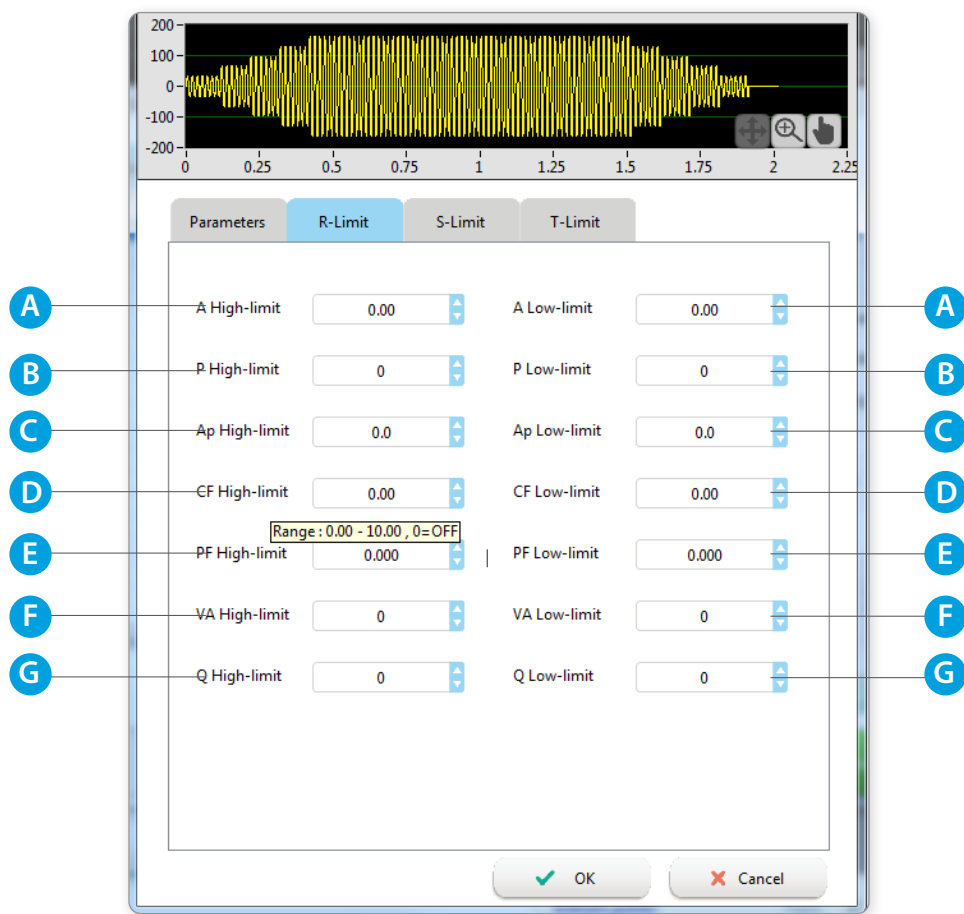 200
100
0
-100
-200
0 0.25 0.5 0.75 1 1.25 1.5 1.75 2 2.25
Parameters R-Limit S-Limit T-Limit
A A High-limit 0.00 A Low-limit 0.00 A
B P High-limit 0 P Low-limit 0 B
C Ap High-limit 0.0 Ap Low-limit 0.0 C
D CF High-limit 0.00 CF Low-limit 0.00 D
Range : 0.00 - 10.00 , 0=OFF
E PF High-limit 0.000 PF Low-limit 0.000 E
F VA High-limit 0 VA Low-limit 0 F
G Q High-limit 0 Q Low-limit 0 G
OK Cancel